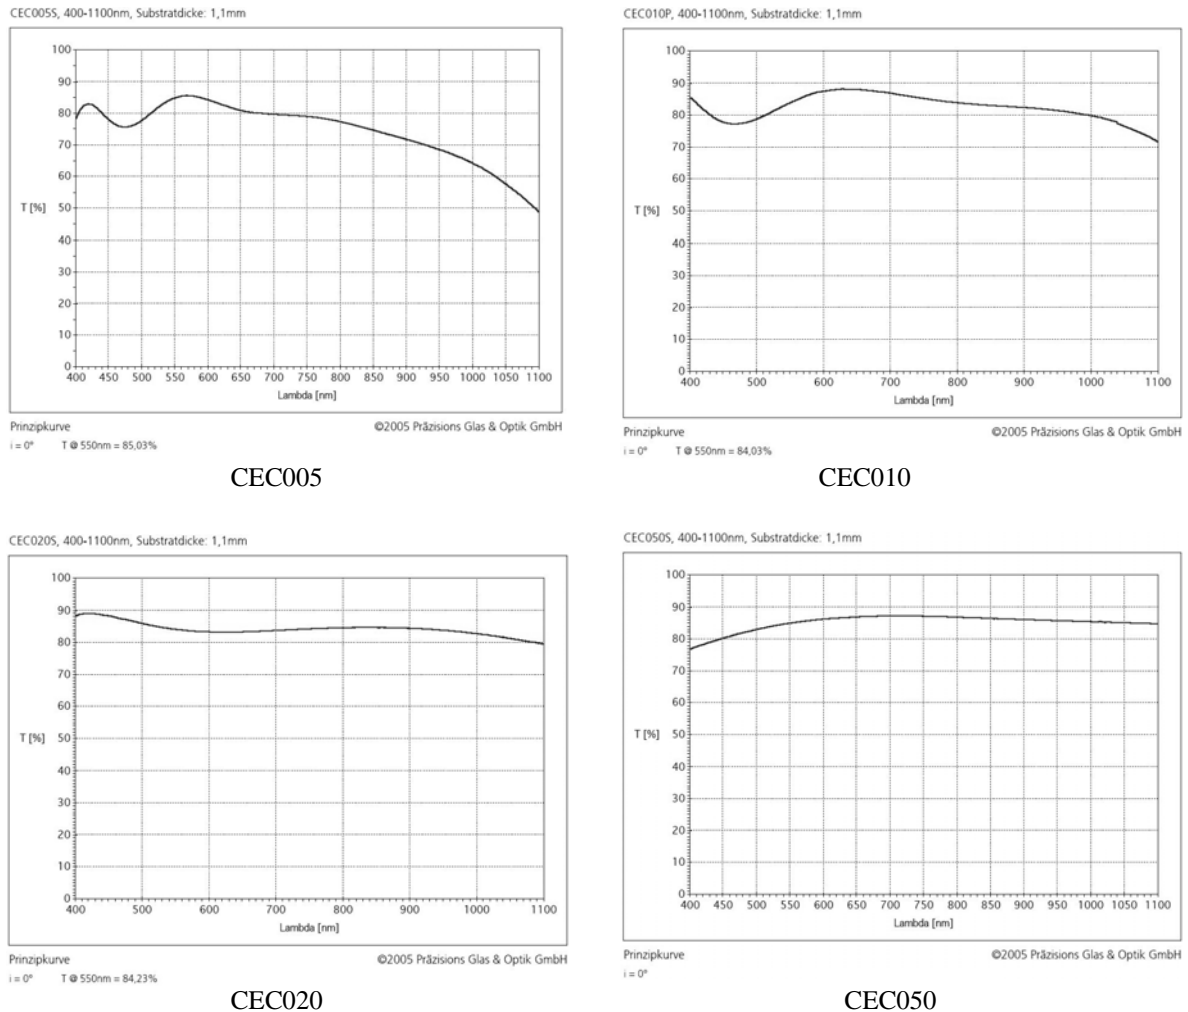 CEC005S, 400-1100nm, Substratdicke: 1,1mm
100
90
80
70
60
T [%] 50
40
30
20
10
0
400 450 500 550 600 650 700 750 800 850 900 950 1000 1050 1100
Lambda [nm]
Prinzipkurve ©2005 Präzisions Glas & Optik GmbH
i = 0° T @ 550nm = 85,03%
CEC005
CEC010P, 400-1100nm, Substratdicke: 1,1mm
100
90
80
70
60
T [%] 50
40
30
20
10
0
400 500 600 700 800 900 1000 1100
Lambda [nm]
Prinzipkurve ©2005 Präzisions Glas & Optik GmbH
i = 0° T @ 550nm = 84,03%
CEC010
CEC020S, 400-1100nm, Substratdicke: 1,1mm
100
90
80
70
60
T [%] 50
40
30
20
10
0
400 500 600 700 800 900 1000 1100
Lambda [nm]
Prinzipkurve ©2005 Präzisions Glas & Optik GmbH
i = 0° T @ 550nm = 84,23%
CEC020
CEC050S, 400-1100nm, Substratdicke: 1,1mm
100
90
80
70
60
T [%] 50
40
30
20
10
0
400 450 500 550 600 650 700 750 800 850 900 950 1000 1050 1100
Lambda [nm]
Prinzipkurve ©2005 Präzisions Glas & Optik GmbH
i = 0°
CEC050